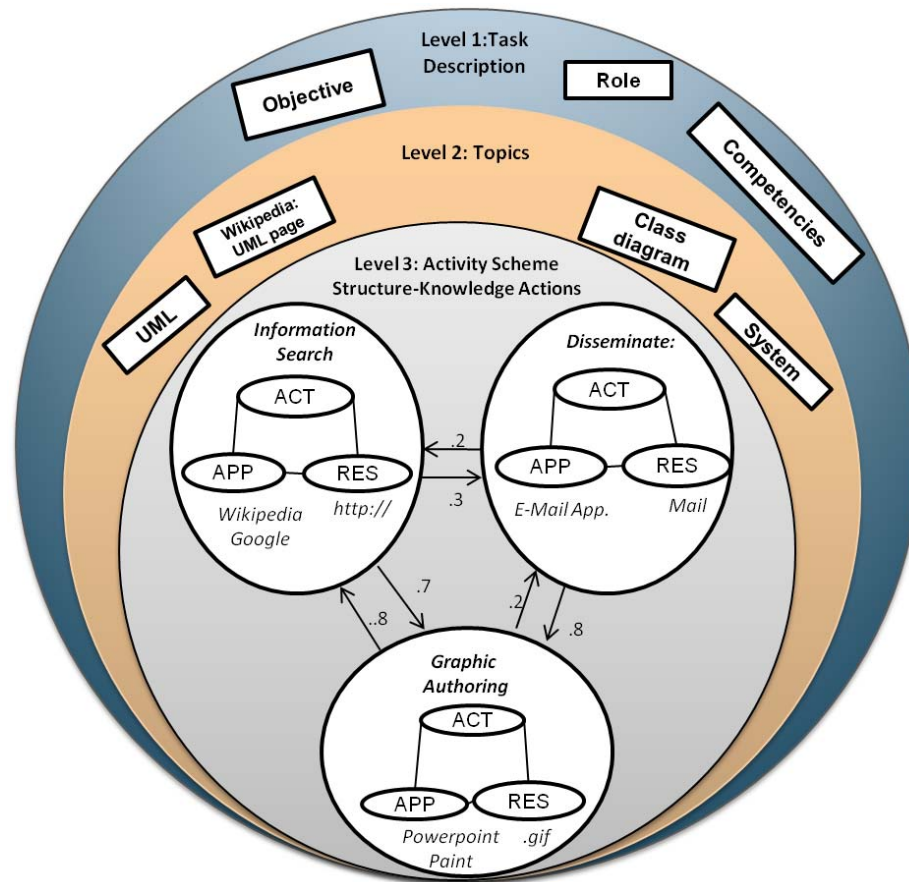 Level 1:Task
Description
Objective
Role
Competencies
Level 2: Topics
Wikipedia:
UML page
UML
Class
diagram
System
Level 3: Activity Scheme
Structure-Knowledge Actions
Information
Search
ACT
APP
RES
Wikipedia
Google
http://
Disseminate:
ACT
APP
RES
E-Mail App.
Mail
.2
.3
.7
..8
.2
.8
Graphic
Authoring
ACT
APP
RES
Powerpoint
Paint
.gif